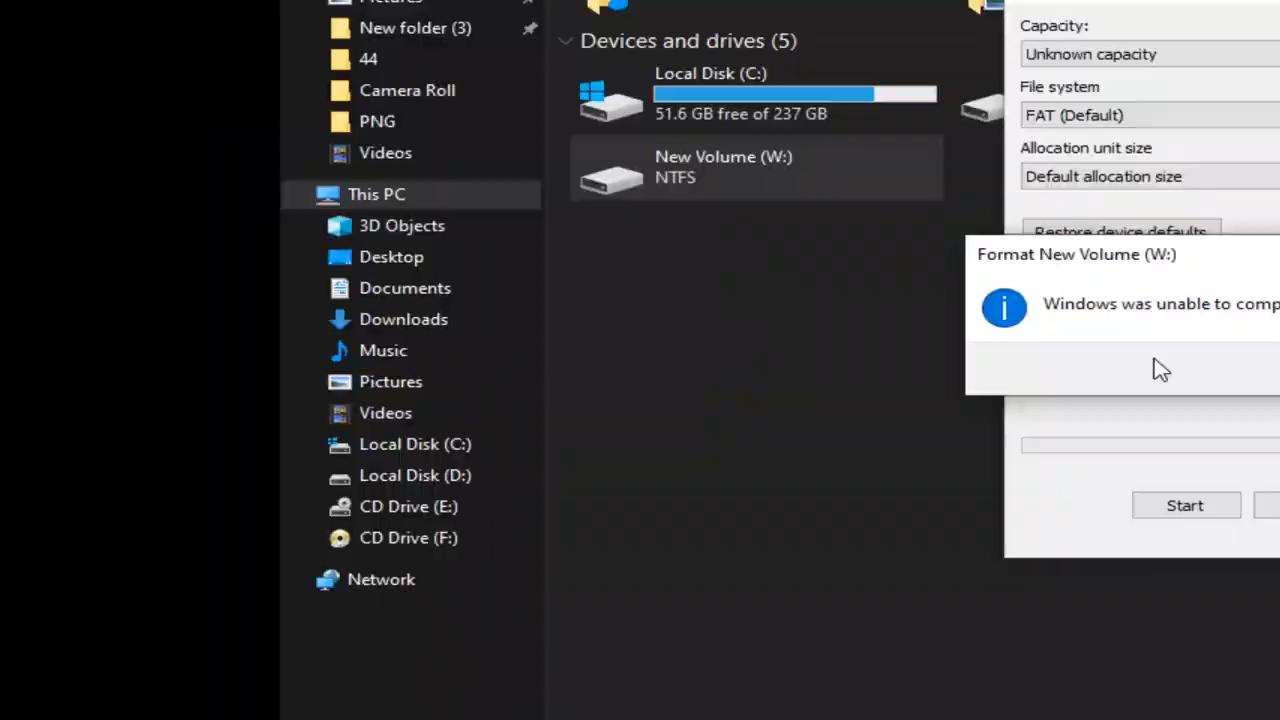 Pictures
New folder (3)
44
Camera Roll
PNG
Videos
This PC
3D Objects
Desktop
Documents
Downloads
Music
Pictures
Videos
Local Disk (C:)
Local Disk (D:)
CD Drive (E:)
CD Drive (F:)
Network
Devices and drives (5)
Local Disk (C:)
51.6 GB free of 237 GB
New Volume (W:)
NTFS
Capacity:
Unknown capacity
File system
FAT (Default)
Allocation unit size
Default allocation size
Restore device defaults
Format New Volume (W:)
Windows was unable to comp
Start